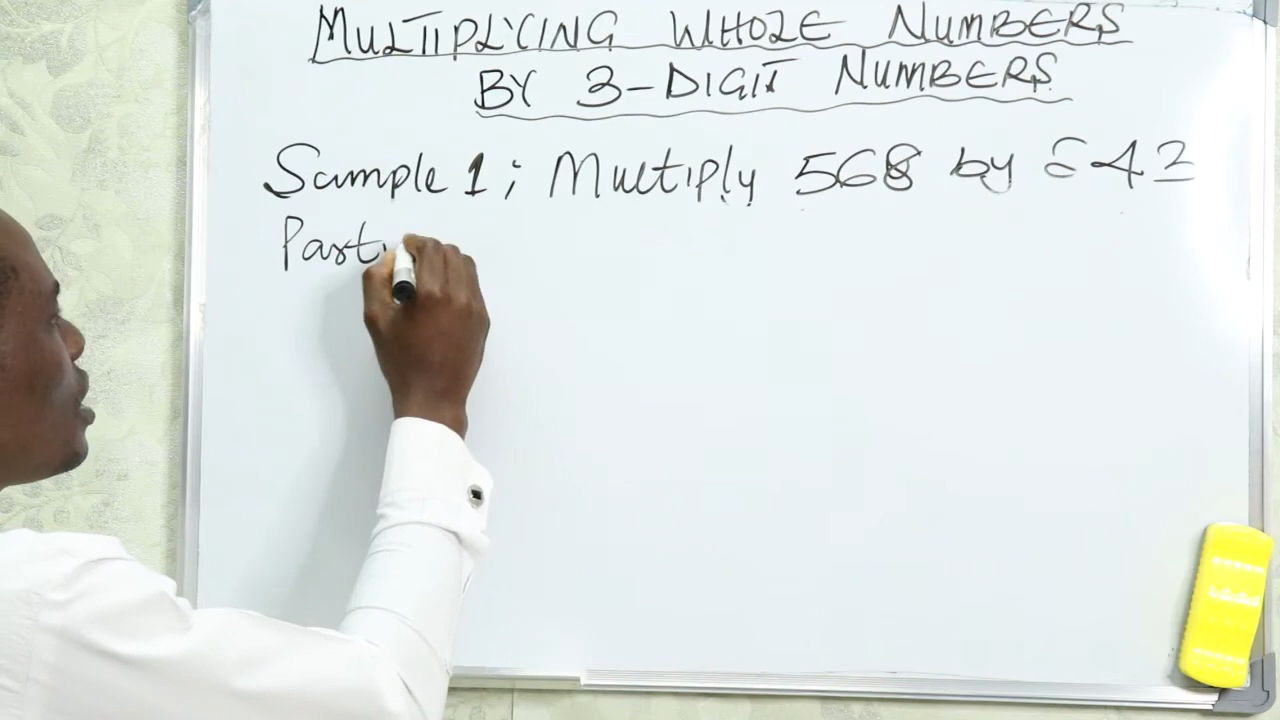 MULTIPLYING WHOLE NUMBERS
BY 3-DIGIT NUMBERS
Sample 1; Multiply 568 by
Part